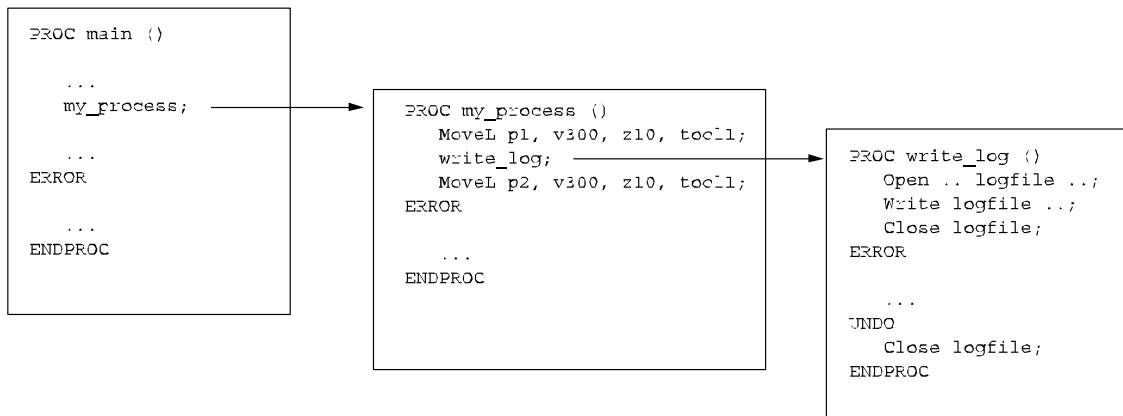 PROC main ()
...
my_process;
...
ERROR
...
ENDPROC
PROC my_process ()
MoveL p1, v300, z10, tool1;
write_log;
MoveL p2, v300, z10, tool1;
ERROR
...
ENDPROC
PROC write_log ()
Open .. logfile ..;
Write logfile ..;
Close logfile;
ERROR
...
UNDO
Close logfile;
ENDPROC